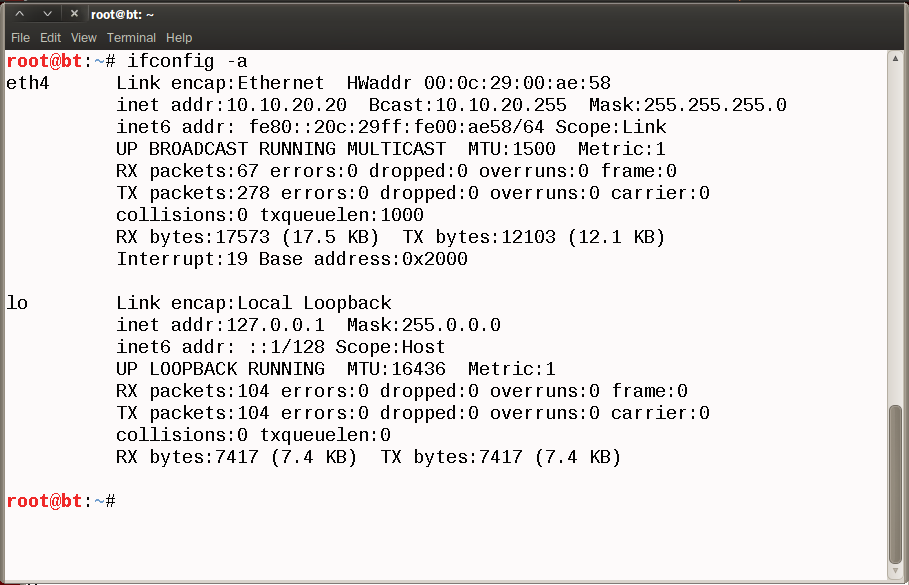 root@bt: ~
File Edit View Terminal Help
root@bt:~# ifconfig -a
eth4 Link encap:Ethernet HWaddr 00:0c:29:00:ae:58
inet addr:10.10.20.20 Bcast:10.10.20.255 Mask:255.255.255.0
inet6 addr: fe80::20c:29ff:fe00:ae58/64 Scope:Link
UP BROADCAST RUNNING MULTICAST MTU:1500 Metric:1
RX packets:67 errors:0 dropped:0 overruns:0 frame:0
TX packets:278 errors:0 dropped:0 overruns:0 carrier:0
collisions:0 txqueuelen:1000
RX bytes:17573 (17.5 KB) TX bytes:12103 (12.1 KB)
Interrupt:19 Base address:0x2000
lo Link encap:Local Loopback
inet addr:127.0.0.1 Mask:255.0.0.0
inet6 addr: ::1/128 Scope:Host
UP LOOPBACK RUNNING MTU:16436 Metric:1
RX packets:104 errors:0 dropped:0 overruns:0 frame:0
TX packets:104 errors:0 dropped:0 overruns:0 carrier:0
collisions:0 txqueuelen:0
RX bytes:7417 (7.4 KB) TX bytes:7417 (7.4 KB)
root@bt:~#